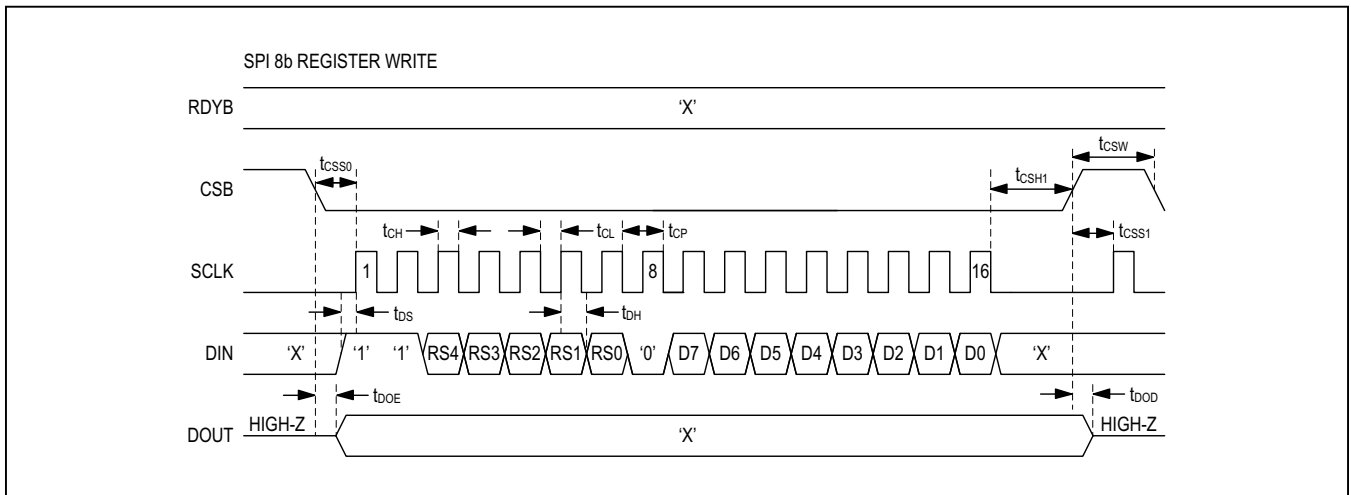 SPI 8b REGISTER WRITE
RDYB 'X'
tCSS0 tCSW
CSB tCSH1
tCH tCL tCP tCSS1
SCLK 1 8 16
tDS tDH
DIN 'X' '1' '1' RS4 RS3 RS2 RS1 RS0 '0' D7 D6 D5 D4 D3 D2 D1 D0 'X'
tDOE tDOD
DOUT HIGH-Z 'X' HIGH-Z